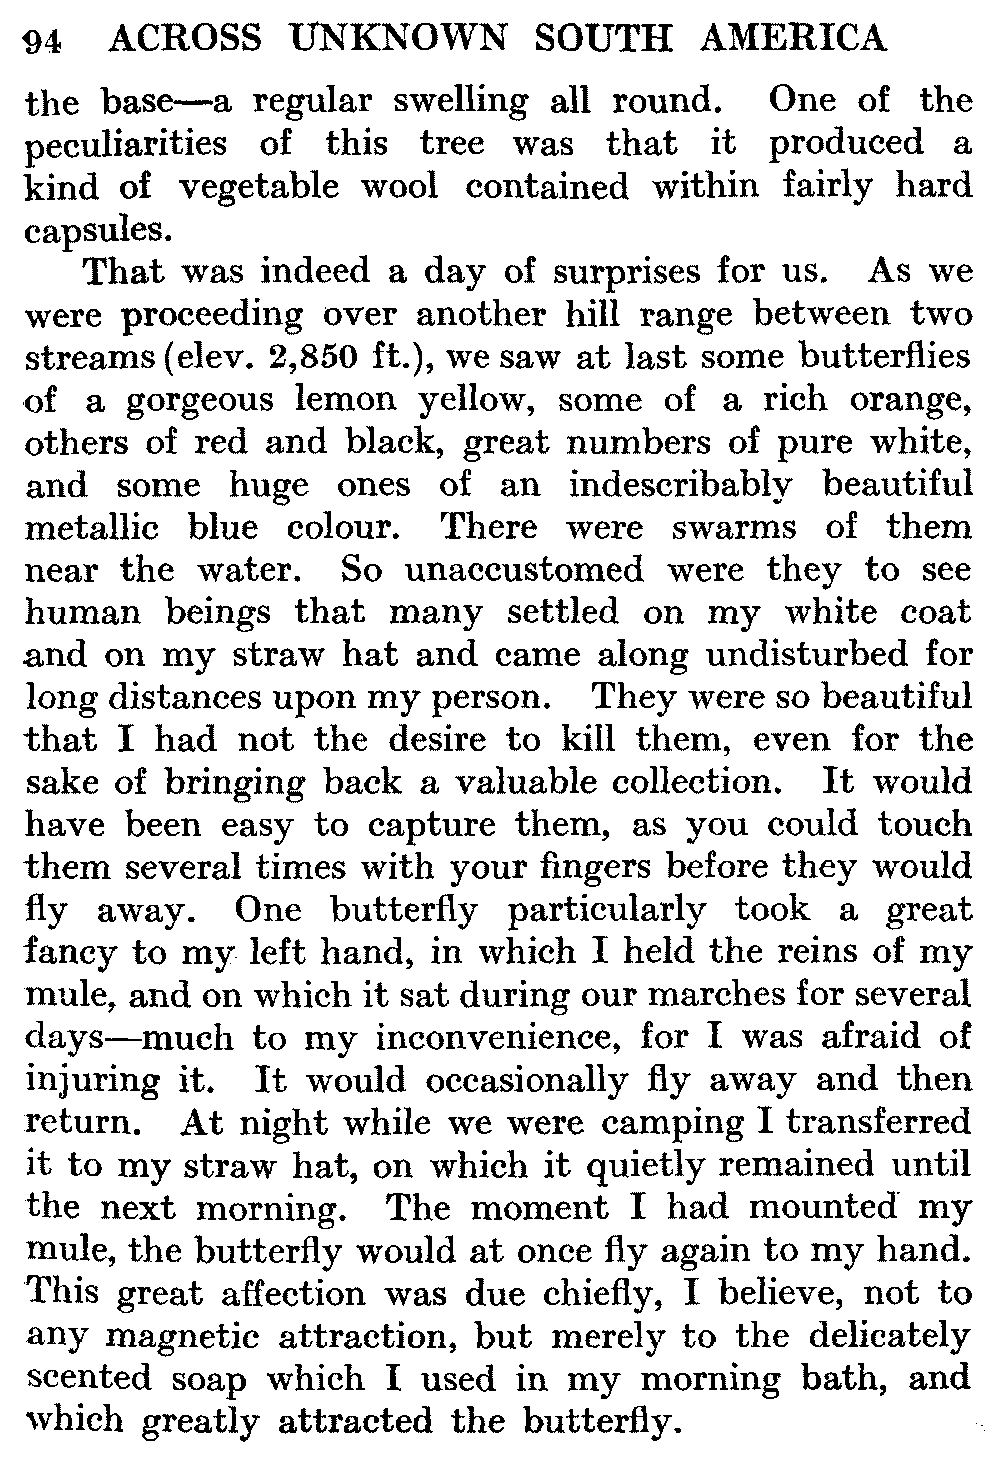 94 ACROSS UNKNOWN SOUTH AMERICA
the base—a regular swelling all round. One of the
peculiarities of this tree was that it produced a
kind of vegetable wool contained within fairly hard
capsules.
That was indeed a day of surprises for us. As we
were proceeding over another hill range between two
streams (elev. 2,850 ft.), we saw at last some butterflies
of a gorgeous lemon yellow, some of a rich orange,
others of red and black, great numbers of pure white,
and some huge ones of an indescribably beautiful
metallic blue colour. There were swarms of them
near the water. So unaccustomed were they to see
human beings that many settled on my white coat
and on my straw hat and came along undisturbed for
long distances upon my person. They were so beautiful
that I had not the desire to kill them, even for the
sake of bringing back a valuable collection. It would
have been easy to capture them, as you could touch
them several times with your fingers before they would
fly away. One butterfly particularly took a great
fancy to my left hand, in which I held the reins of my
mule, and on which it sat during our marches for several
days—much to my inconvenience, for I was afraid of
injuring it. It would occasionally fly away and then
return. At night while we were camping I transferred
it to my straw hat, on which it quietly remained until
the next morning. The moment I had mounted my
mule, the butterfly would at once fly again to my hand.
This great affection was due chiefly, I believe, not to
any magnetic attraction, but merely to the delicately
scented soap which I used in my morning bath, and
which greatly attracted the butterfly.